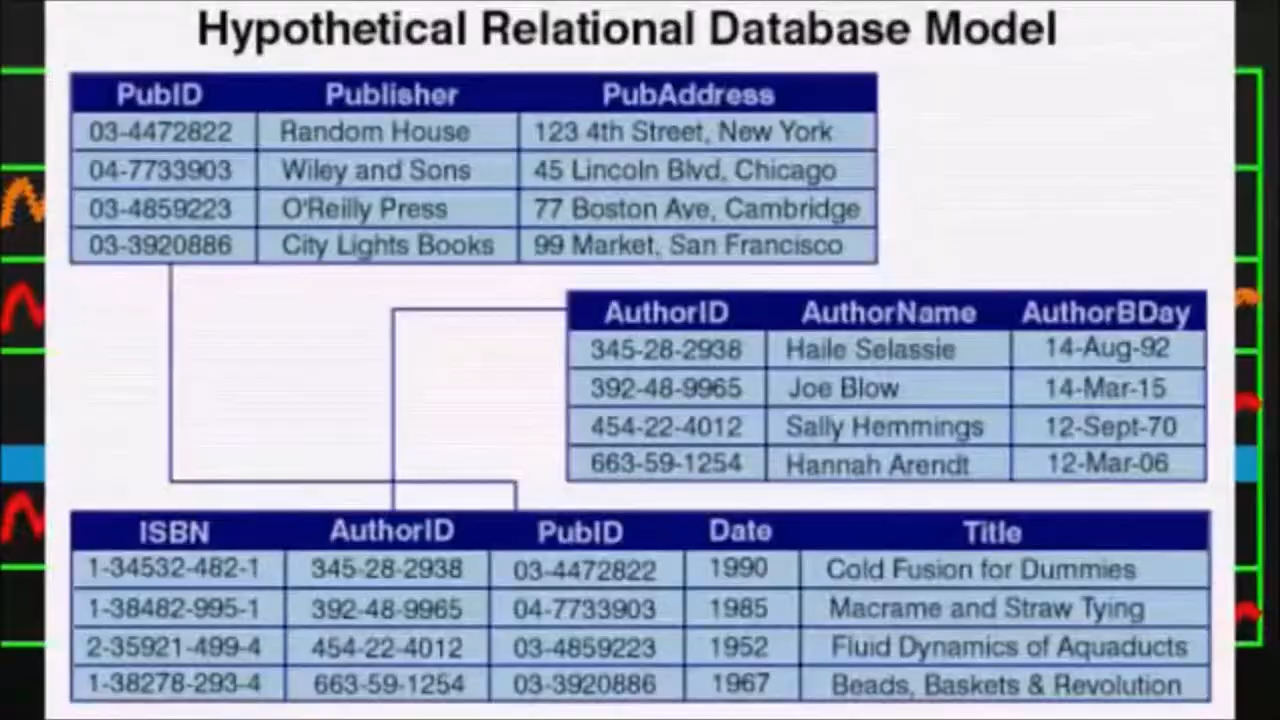 Hypothetical Relational Database Model
PubID Publisher PubAddress
03-4472822 Random House 123 4th Street, New York
04-7733903 Wiley and Sons 45 Lincoln Blvd, Chicago
03-4859223 O'Reilly Press 77 Boston Ave, Cambridge
03-3920886 City Lights Books 99 Market, San Francisco
AuthorID AuthorName AuthorBDay
345-28-2938 Haile Selassie 14-Aug-92
392-48-9965 Joe Blow 14-Mar-15
454-22-4012 Sally Hemmings 12-Sept-70
663-59-1254 Hannah Arendt 12-Mar-06
ISBN AuthorID PubID Date Title
1-34532-482-1 345-28-2938 03-4472822 1990 Cold Fusion for Dummies
1-38482-995-1 392-48-9965 04-7733903 1985 Macrame and Straw Tying
2-35921-499-4 454-22-4012 03-4859223 1952 Fluid Dynamics of Aquaducts
1-38278-293-4 663-59-1254 03-3920886 1967 Beads, Baskets & Revolution